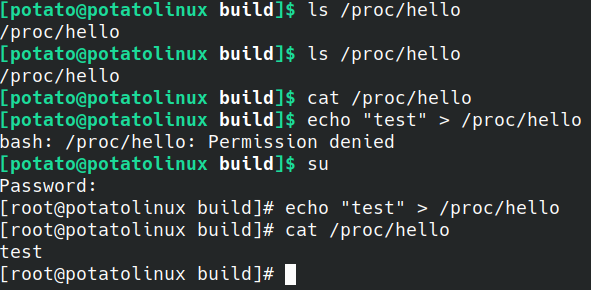 [potato@potatolinux build]$ ls /proc/hello
/proc/hello
[potato@potatolinux build]$ ls /proc/hello
/proc/hello
[potato@potatolinux build]$ cat /proc/hello
[potato@potatolinux build]$ echo "test" > /proc/hello
bash: /proc/hello: Permission denied
[potato@potatolinux build]$ su
Password:
[root@potatolinux build]# echo "test" > /proc/hello
[root@potatolinux build]# cat /proc/hello
test
[root@potatolinux build]#